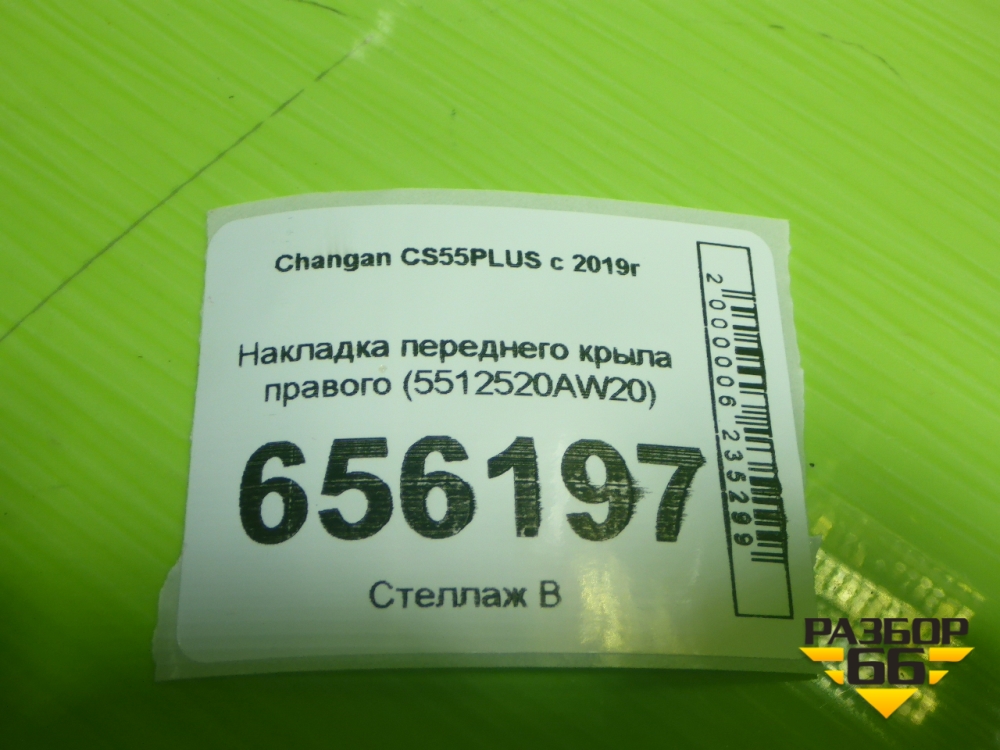 Changan CS55PLUS с 2019г
Накладка переднего крыла
правого (5512520AW20)
656197
Стеллаж В
2000006235299
РАЗБОР
66